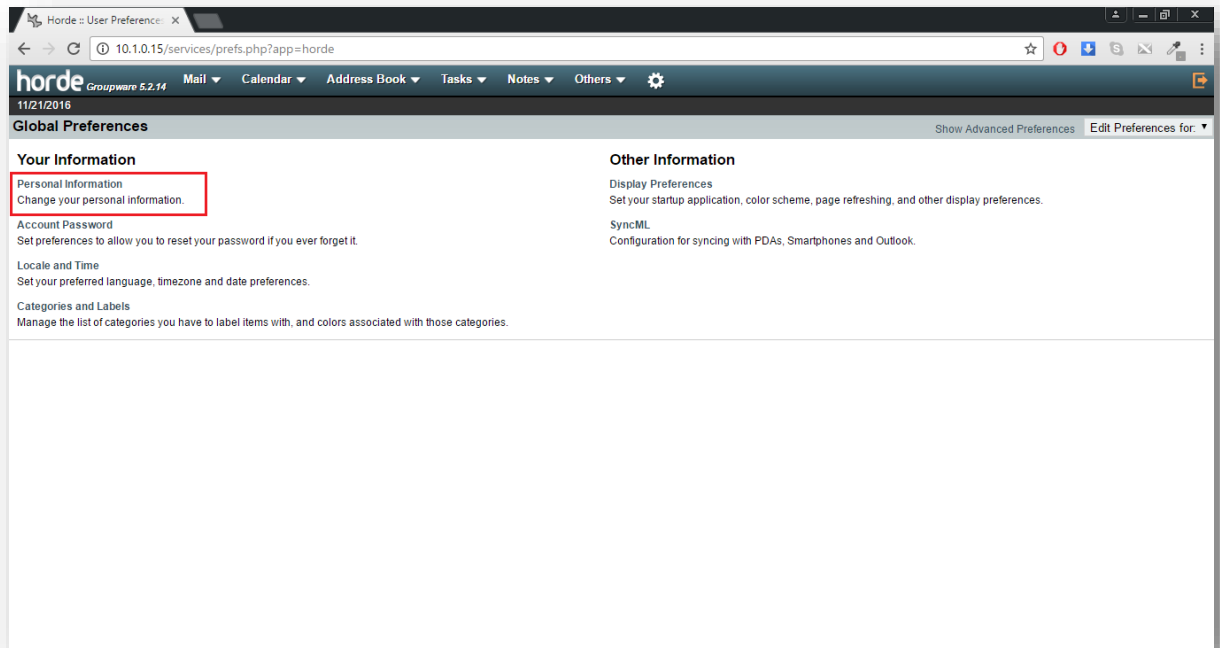 Horde :: User Preference:
10.1.0.15/services/prefs.php?app=horde
horde Groupware 5.2.14 Mail Calendar Address Book Tasks Notes Others
11/21/2016
Global Preferences Show Advanced Preferences Edit Preferences for:
Your Information
Personal Information
Change your personal information.
Account Password
Set preferences to allow you to reset your password if you ever forget it.
Locale and Time
Set your preferred language, timezone and date preferences.
Categories and Labels
Manage the list of categories you have to label items with, and colors associated with those categories.
Other Information
Display Preferences
Set your startup application, color scheme, page refreshing, and other display preferences.
SyncML
Configuration for syncing with PDAs, Smartphones and Outlook.